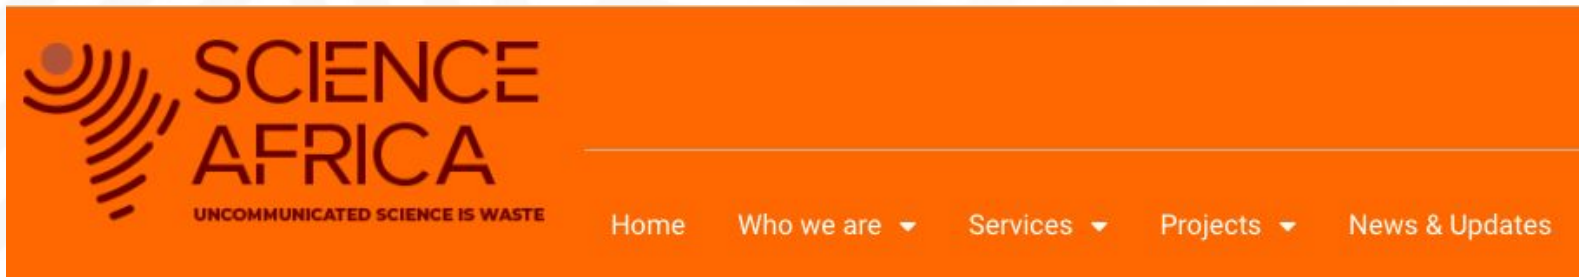 SCIENCE
AFRICA
UNCOMMUNICATED SCIENCE IS WASTE
Home Who we are Services Projects News & Updates